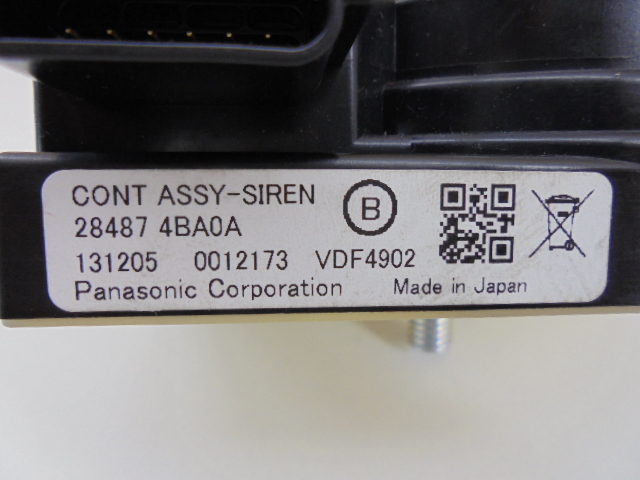 CONT ASSY-SIREN
28487 4BA0A
B
131205 0012173 VDF4902
Panasonic Corporation Made in Japan